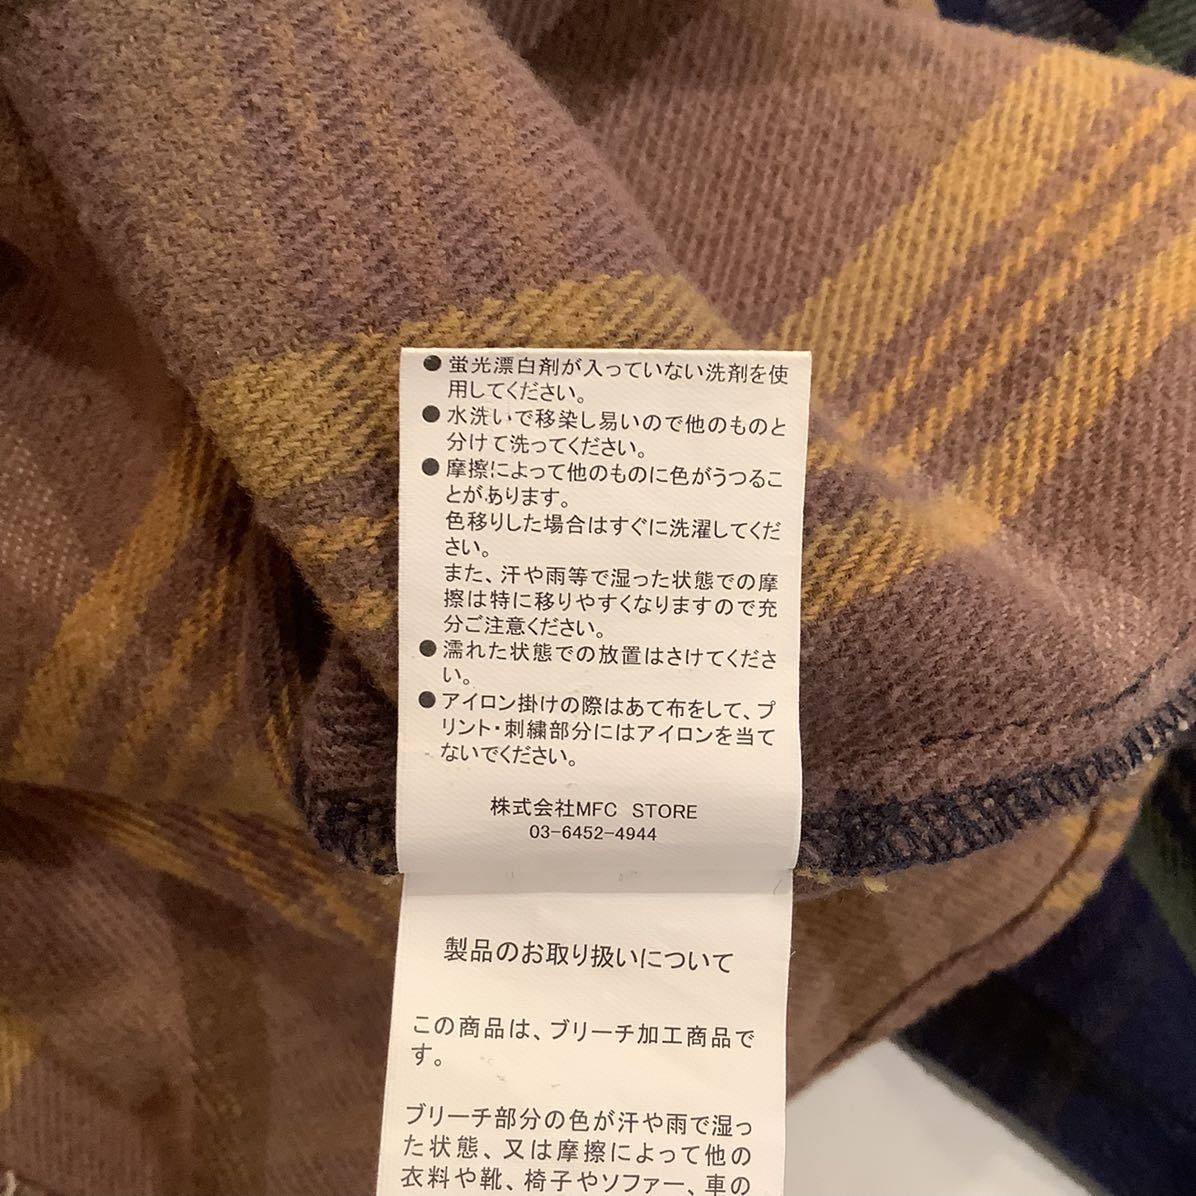 ● 蛍光漂白剤が入っていない洗剤を使
用してください。
● 水洗いで移染し易いので他のものと
分けて洗ってください。
● 摩擦によって他のものに色がうつるこ
とがあります。
色移りした場合はすぐに洗濯してくだ
さい。
また、汗や雨等で湿った状態での摩
擦は特に移りやすくなりますので充
分ご注意ください。
● 濡れた状態での放置はさけてくださ
い。
● アイロン掛けの際はあて布をして、プ
リント・刺繍部分にはアイロンを当て
ないでください。
株式会社MFC STORE
03-6452-4944
製品のお取り扱いについて
この商品は、ブリーチ加工商品で
す。
ブリーチ部分の色が汗や雨で湿っ
た状態、又は摩擦によって他の
衣料や靴、椅子やソファー、車の